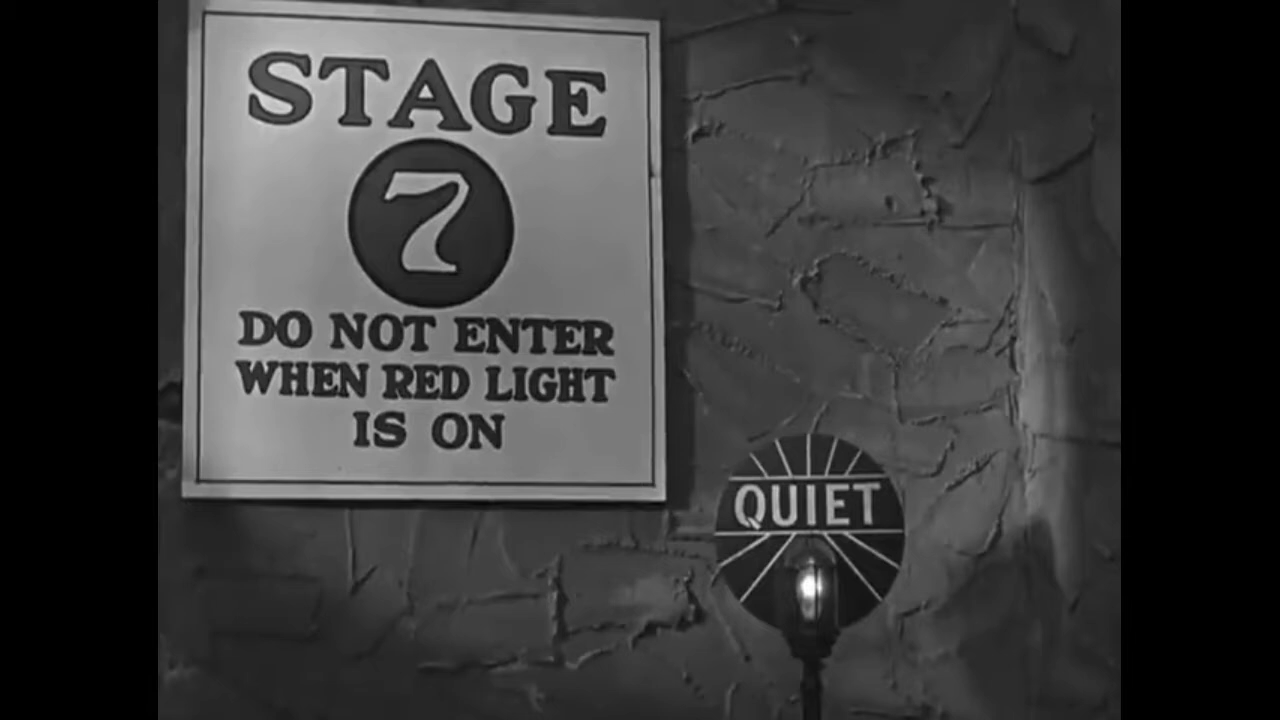 STAGE
7
DO NOT ENTER
WHEN RED LIGHT
IS ON
QUIET